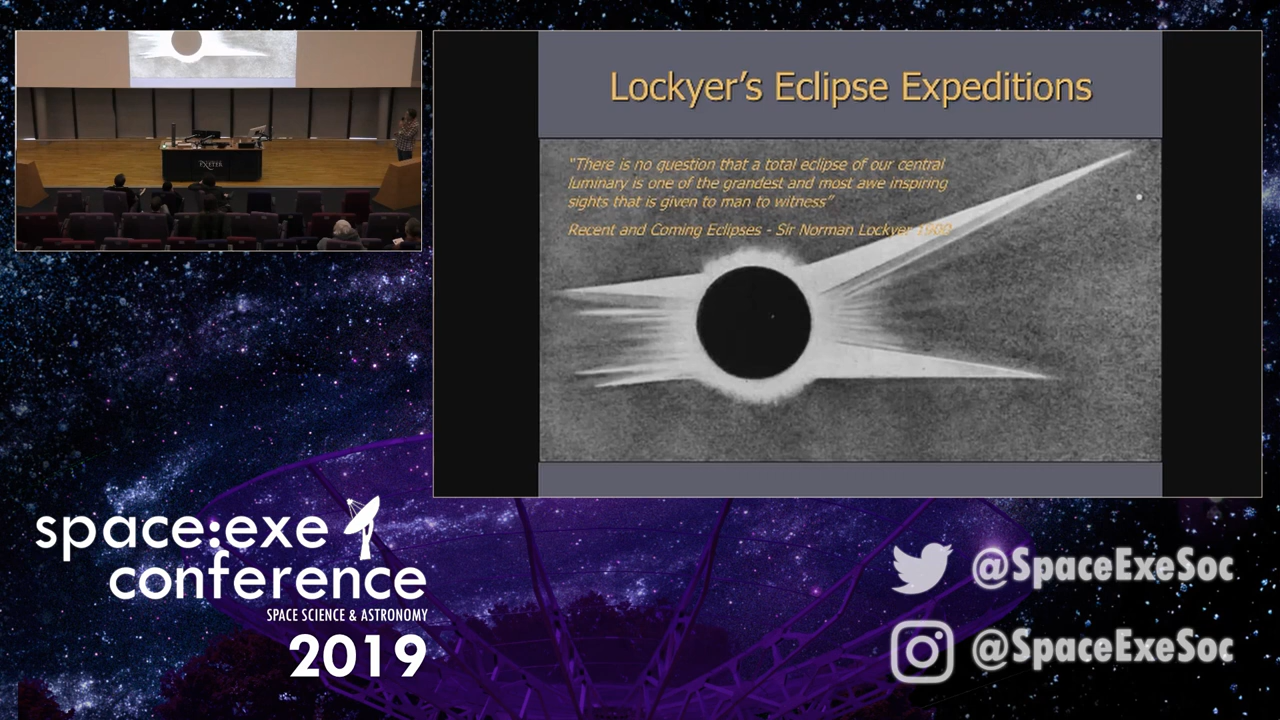 EXETER
Lockyer's Eclipse Expeditions
"There is no question that a total eclipse of our central
luminary is one of the grandest and most awe inspiring
sights that is given to man to witness"
Recent and Coming Eclipses - Sir Norman Lockyer
space:exe
conference
SPACE SCIENCE & ASTRONOMY
2019
@SpaceExeSoc
@SpaceExeSoc